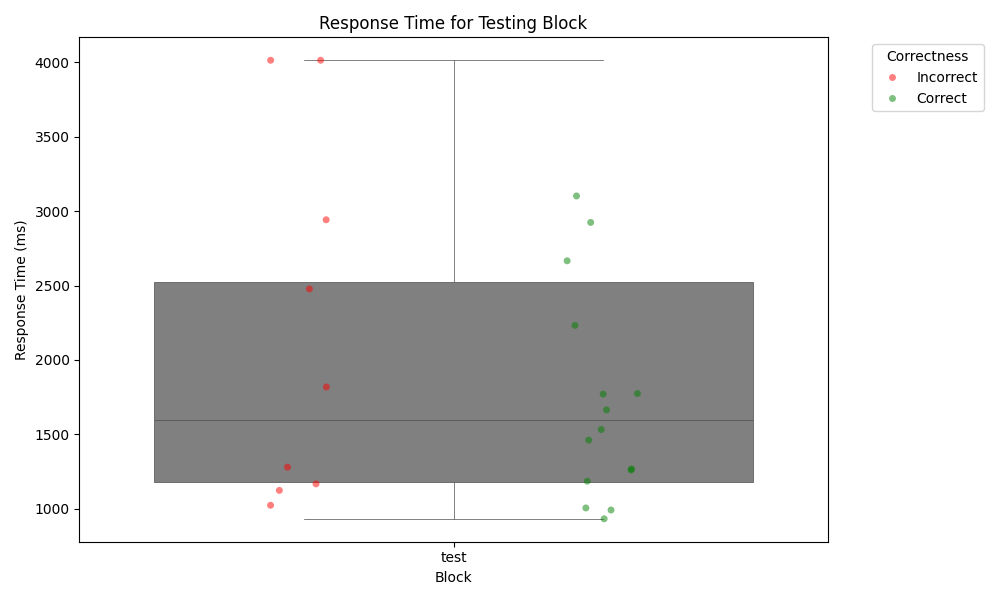 Response Time for Testing Block
Correctness
Incorrect
Correct
4000
3500
3000
2500
2000
1500
1000
Response Time (ms)
test
Block